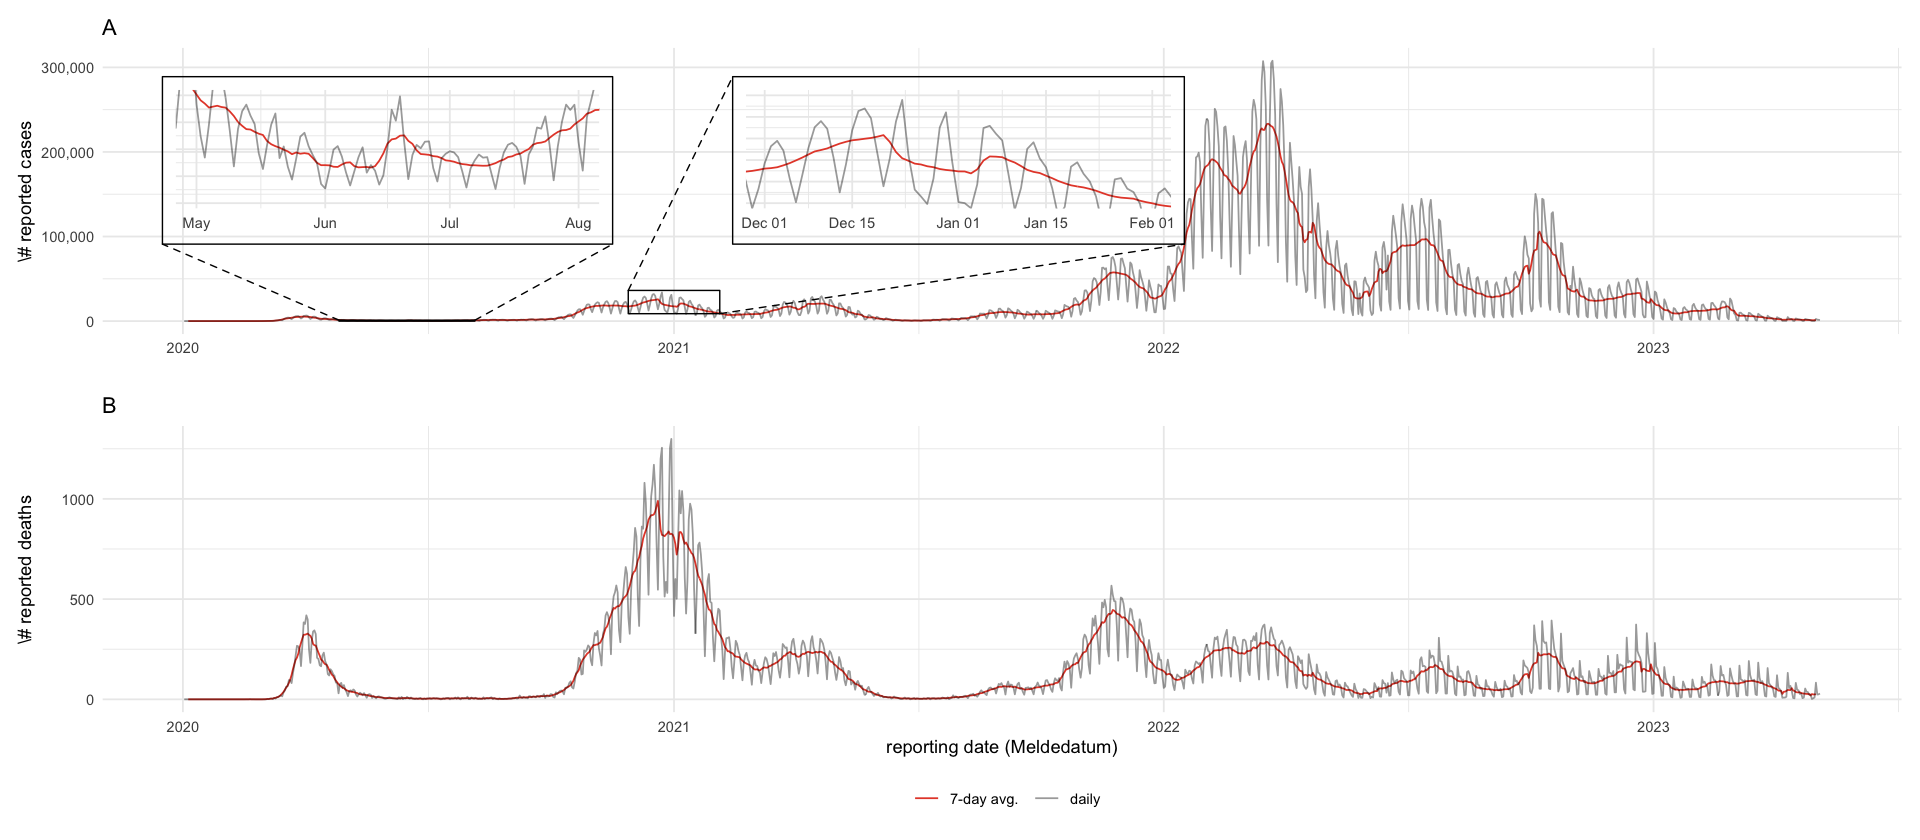 A
\# reported cases
300,000
200,000
100,000
0
May Jun Jul Aug
Dec 01 Dec 15 Jan 01 Jan 15 Feb 01
2020 2021 2022 2023
B
\# reported deaths
1000
500
0
2020 2021 2022 2023
reporting date (Meldedatum)
7-day avg. daily